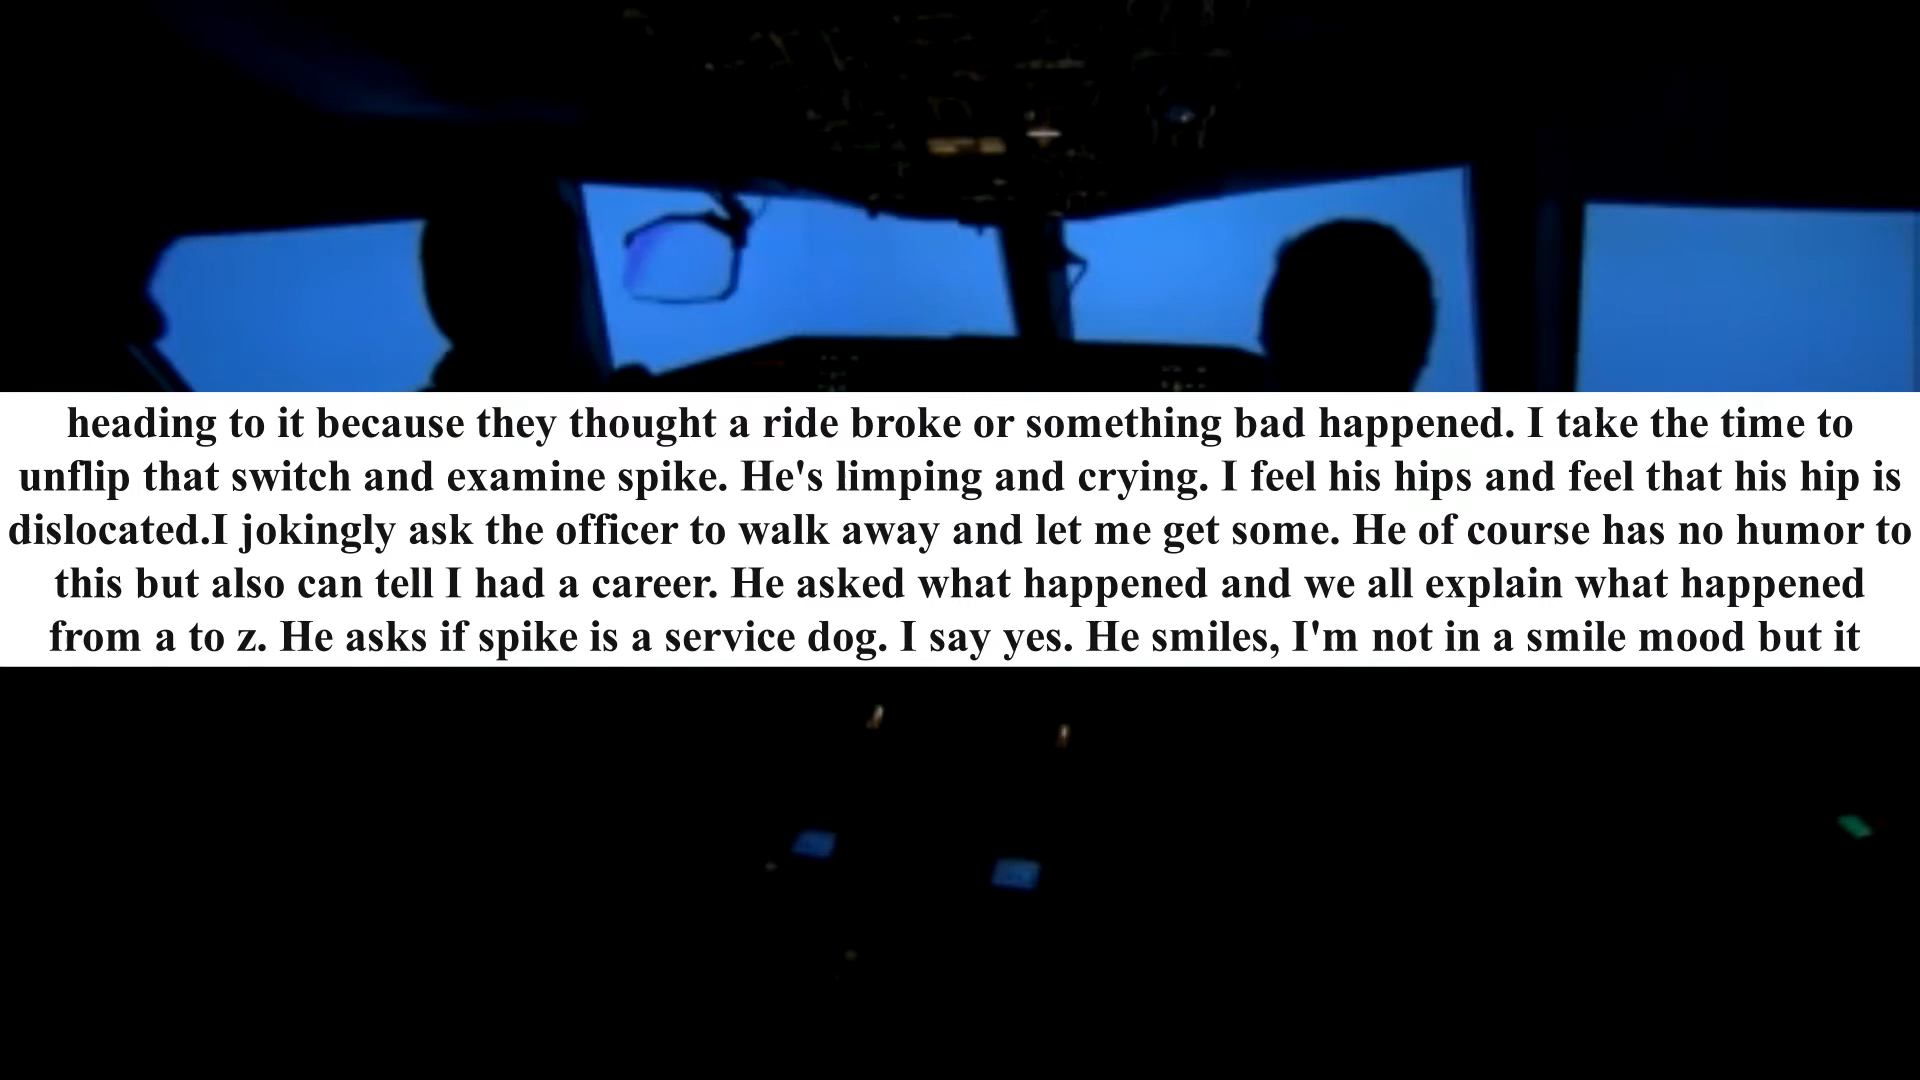 heading to it because they thought a ride broke or something bad happened. I take the time to
unflip that switch and examine spike. He's limping and crying. I feel his hips and feel that his hip is
dislocated.I jokingly ask the officer to walk away and let me get some. He of course has no humor to
this but also can tell I had a career. He asked what happened and we all explain what happened
from a to z. He asks if spike is a service dog. I say yes. He smiles, I'm not in a smile mood but it